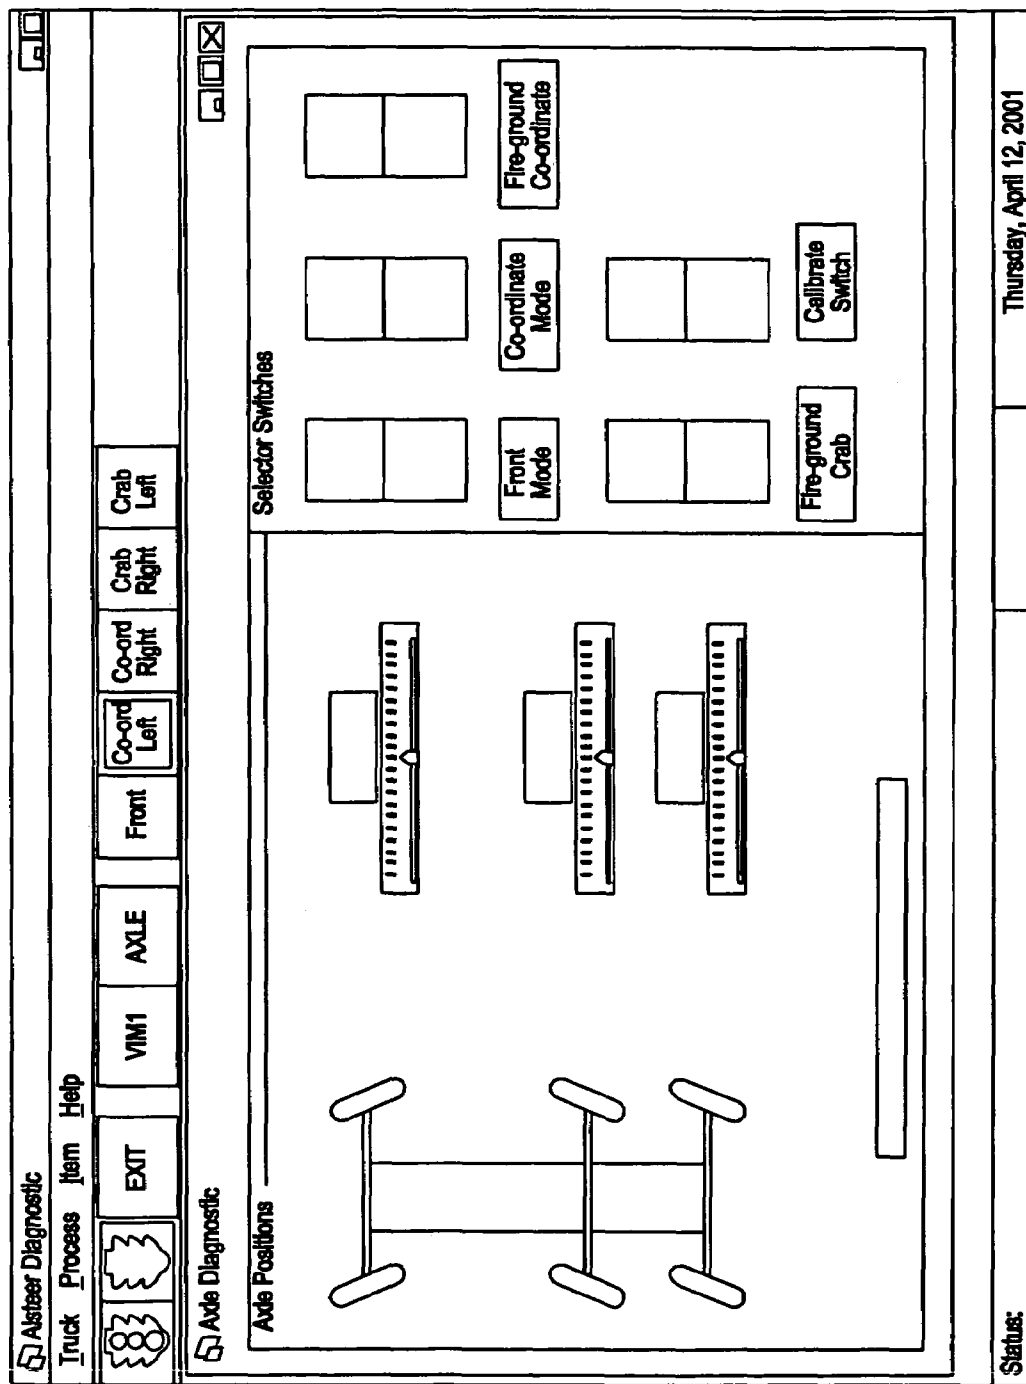 Alsteer Diagnostic
Truck Process Item Help
EXIT VIM1 AXLE Front Co-ord Left Co-ord Right Crab Right Crab Left
Axle Diagnostic
Axle Positions
Selector Switches
Front
Mode
Co-ordinate
Mode
Fire-ground
Co-ordinate
Fire-ground
Crab
Calibrate
Switch
Status:
Thursday, April 12, 2001